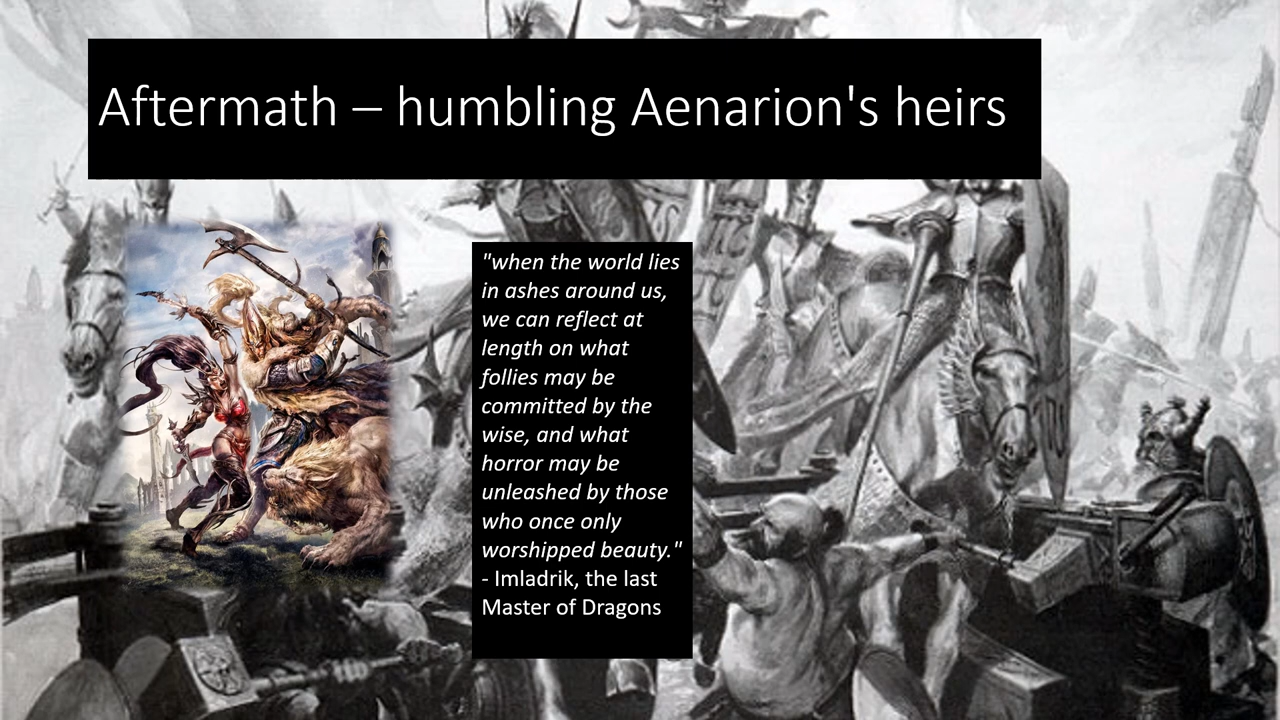 Aftermath – humbling Aenarion's heirs
"when the world lies
in ashes around us,
we can reflect at
length on what
follies may be
committed by the
wise, and what
horror may be
unleashed by those
who once only
worshipped beauty."
- Imladrik, the last
Master of Dragons